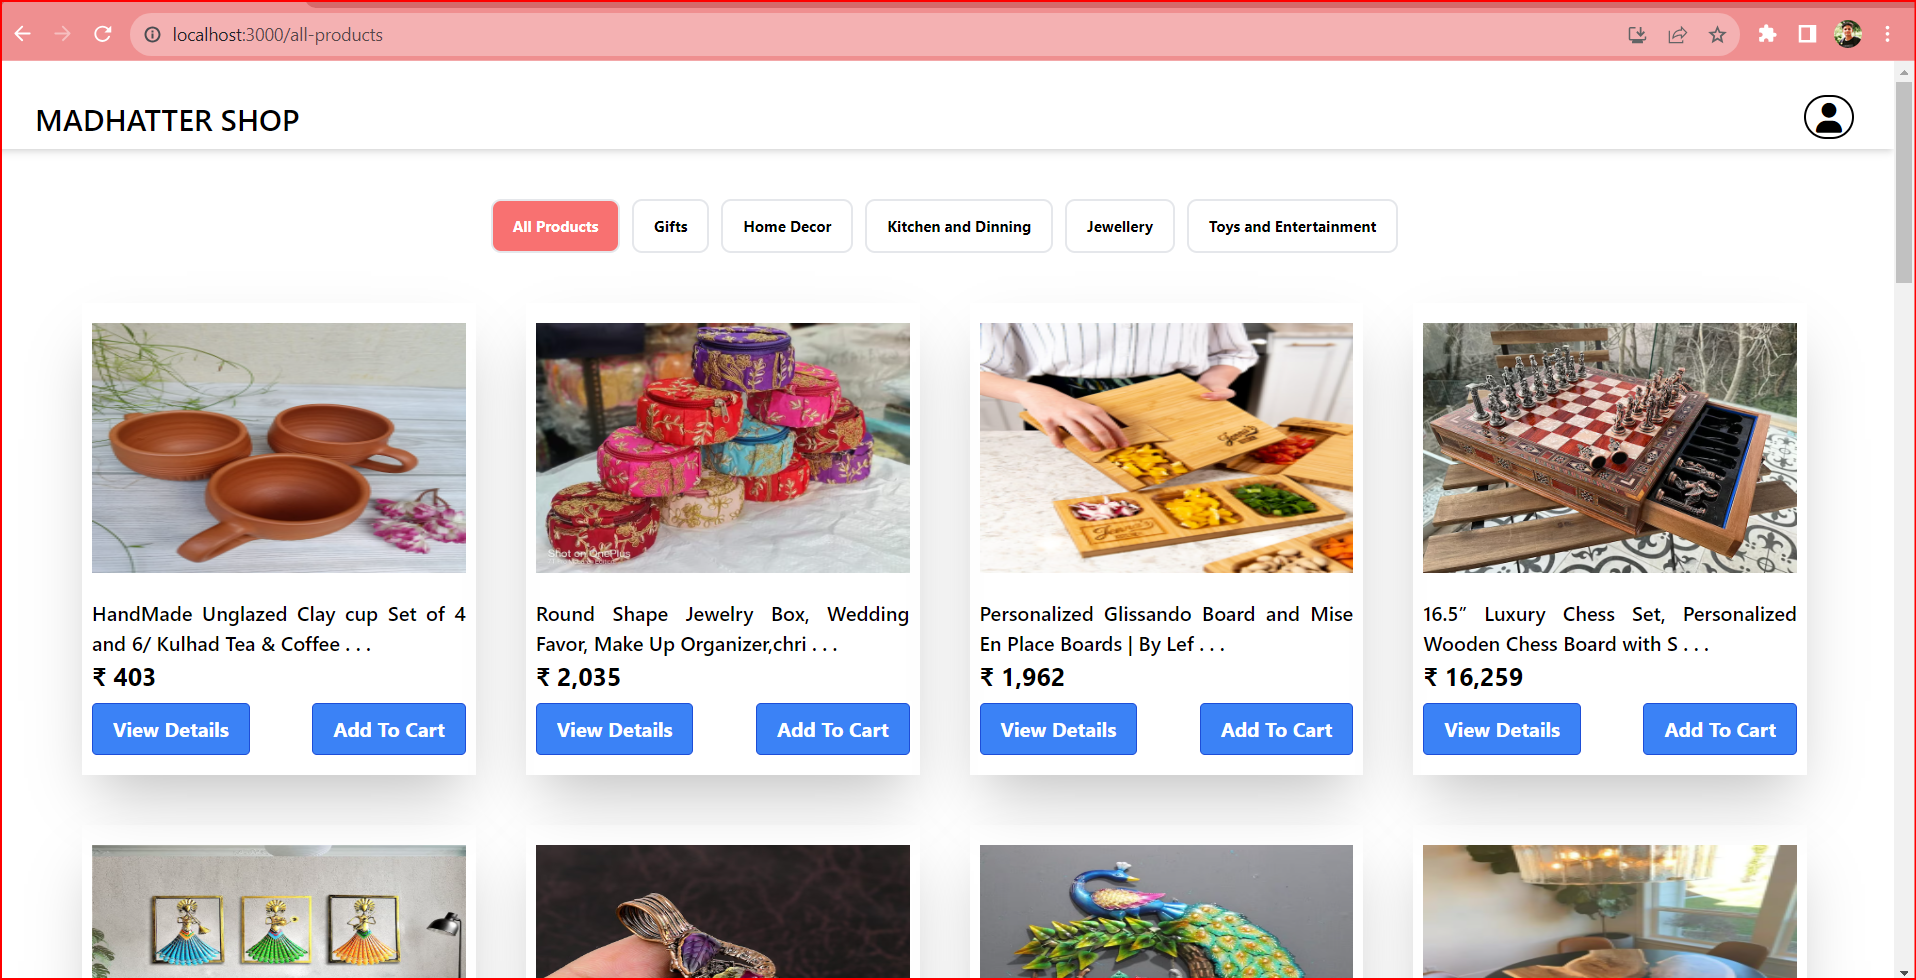 localhost:3000/all-products
MADHATTER SHOP
All Products
Gifts
Home Decor
Kitchen and Dinning
Jewellery
Toys and Entertainment
Shot on OnePlus
HandMade Unglazed Clay cup Set of 4
and 6/ Kulhad Tea & Coffee . . .
₹ 403
View Details
Add To Cart
Round Shape Jewelry Box, Wedding
Favor, Make Up Organizer,chri . . .
₹ 2,035
View Details
Add To Cart
Personalized Glissando Board and Mise
En Place Boards | By Lef . . .
₹ 1,962
View Details
Add To Cart
16.5” Luxury Chess Set, Personalized
Wooden Chess Board with S . . .
₹ 16,259
View Details
Add To Cart